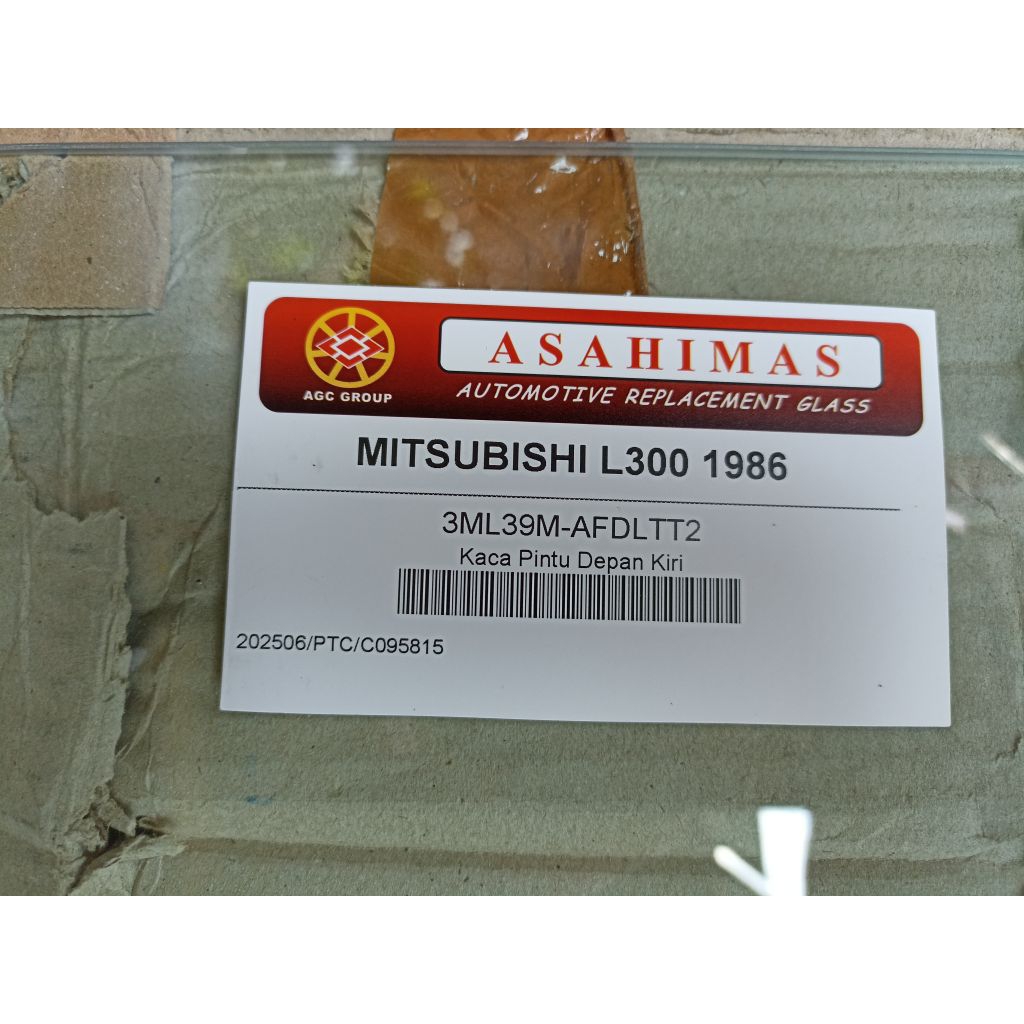 ASAHIMAS
AGC GROUP
AUTOMOTIVE REPLACEMENT GLASS
MITSUBISHI L300 1986
3ML39M-AFDLTT2
Kaca Pintu Depan Kiri
202506/PTC/C095815